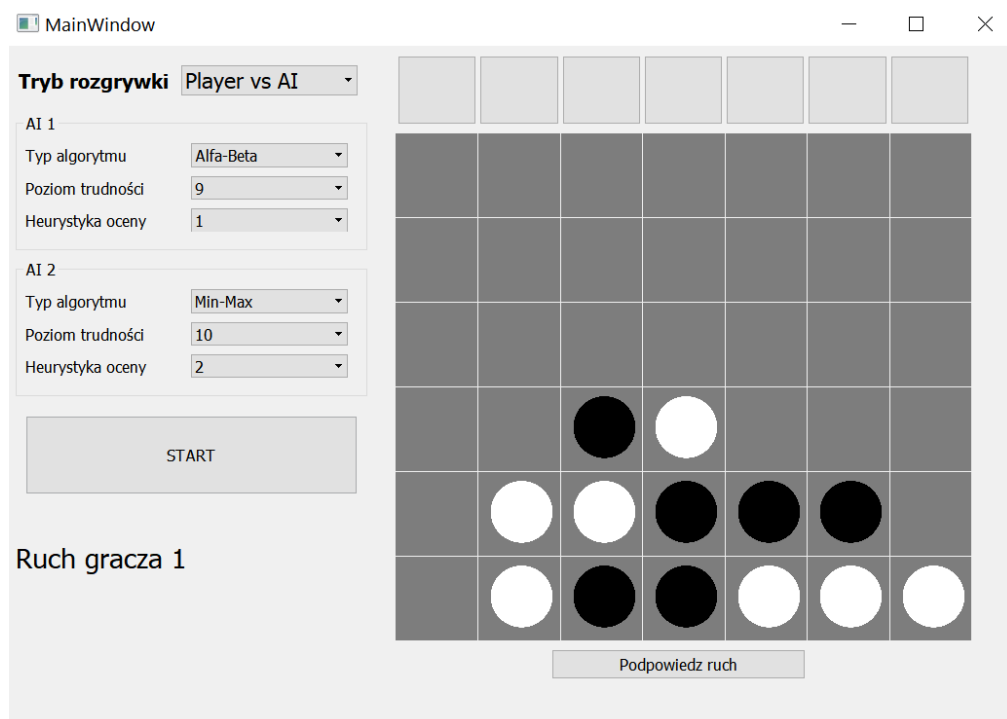 MainWindow
Tryb rozgrywki Player vs AI
AI 1
Typ algorytmu Alfa-Beta
Poziom trudności 9
Heurystyka oceny 1
AI 2
Typ algorytmu Min-Max
Poziom trudności 10
Heurystyka oceny 2
START
Ruch gracza 1
Podpowiedz ruch